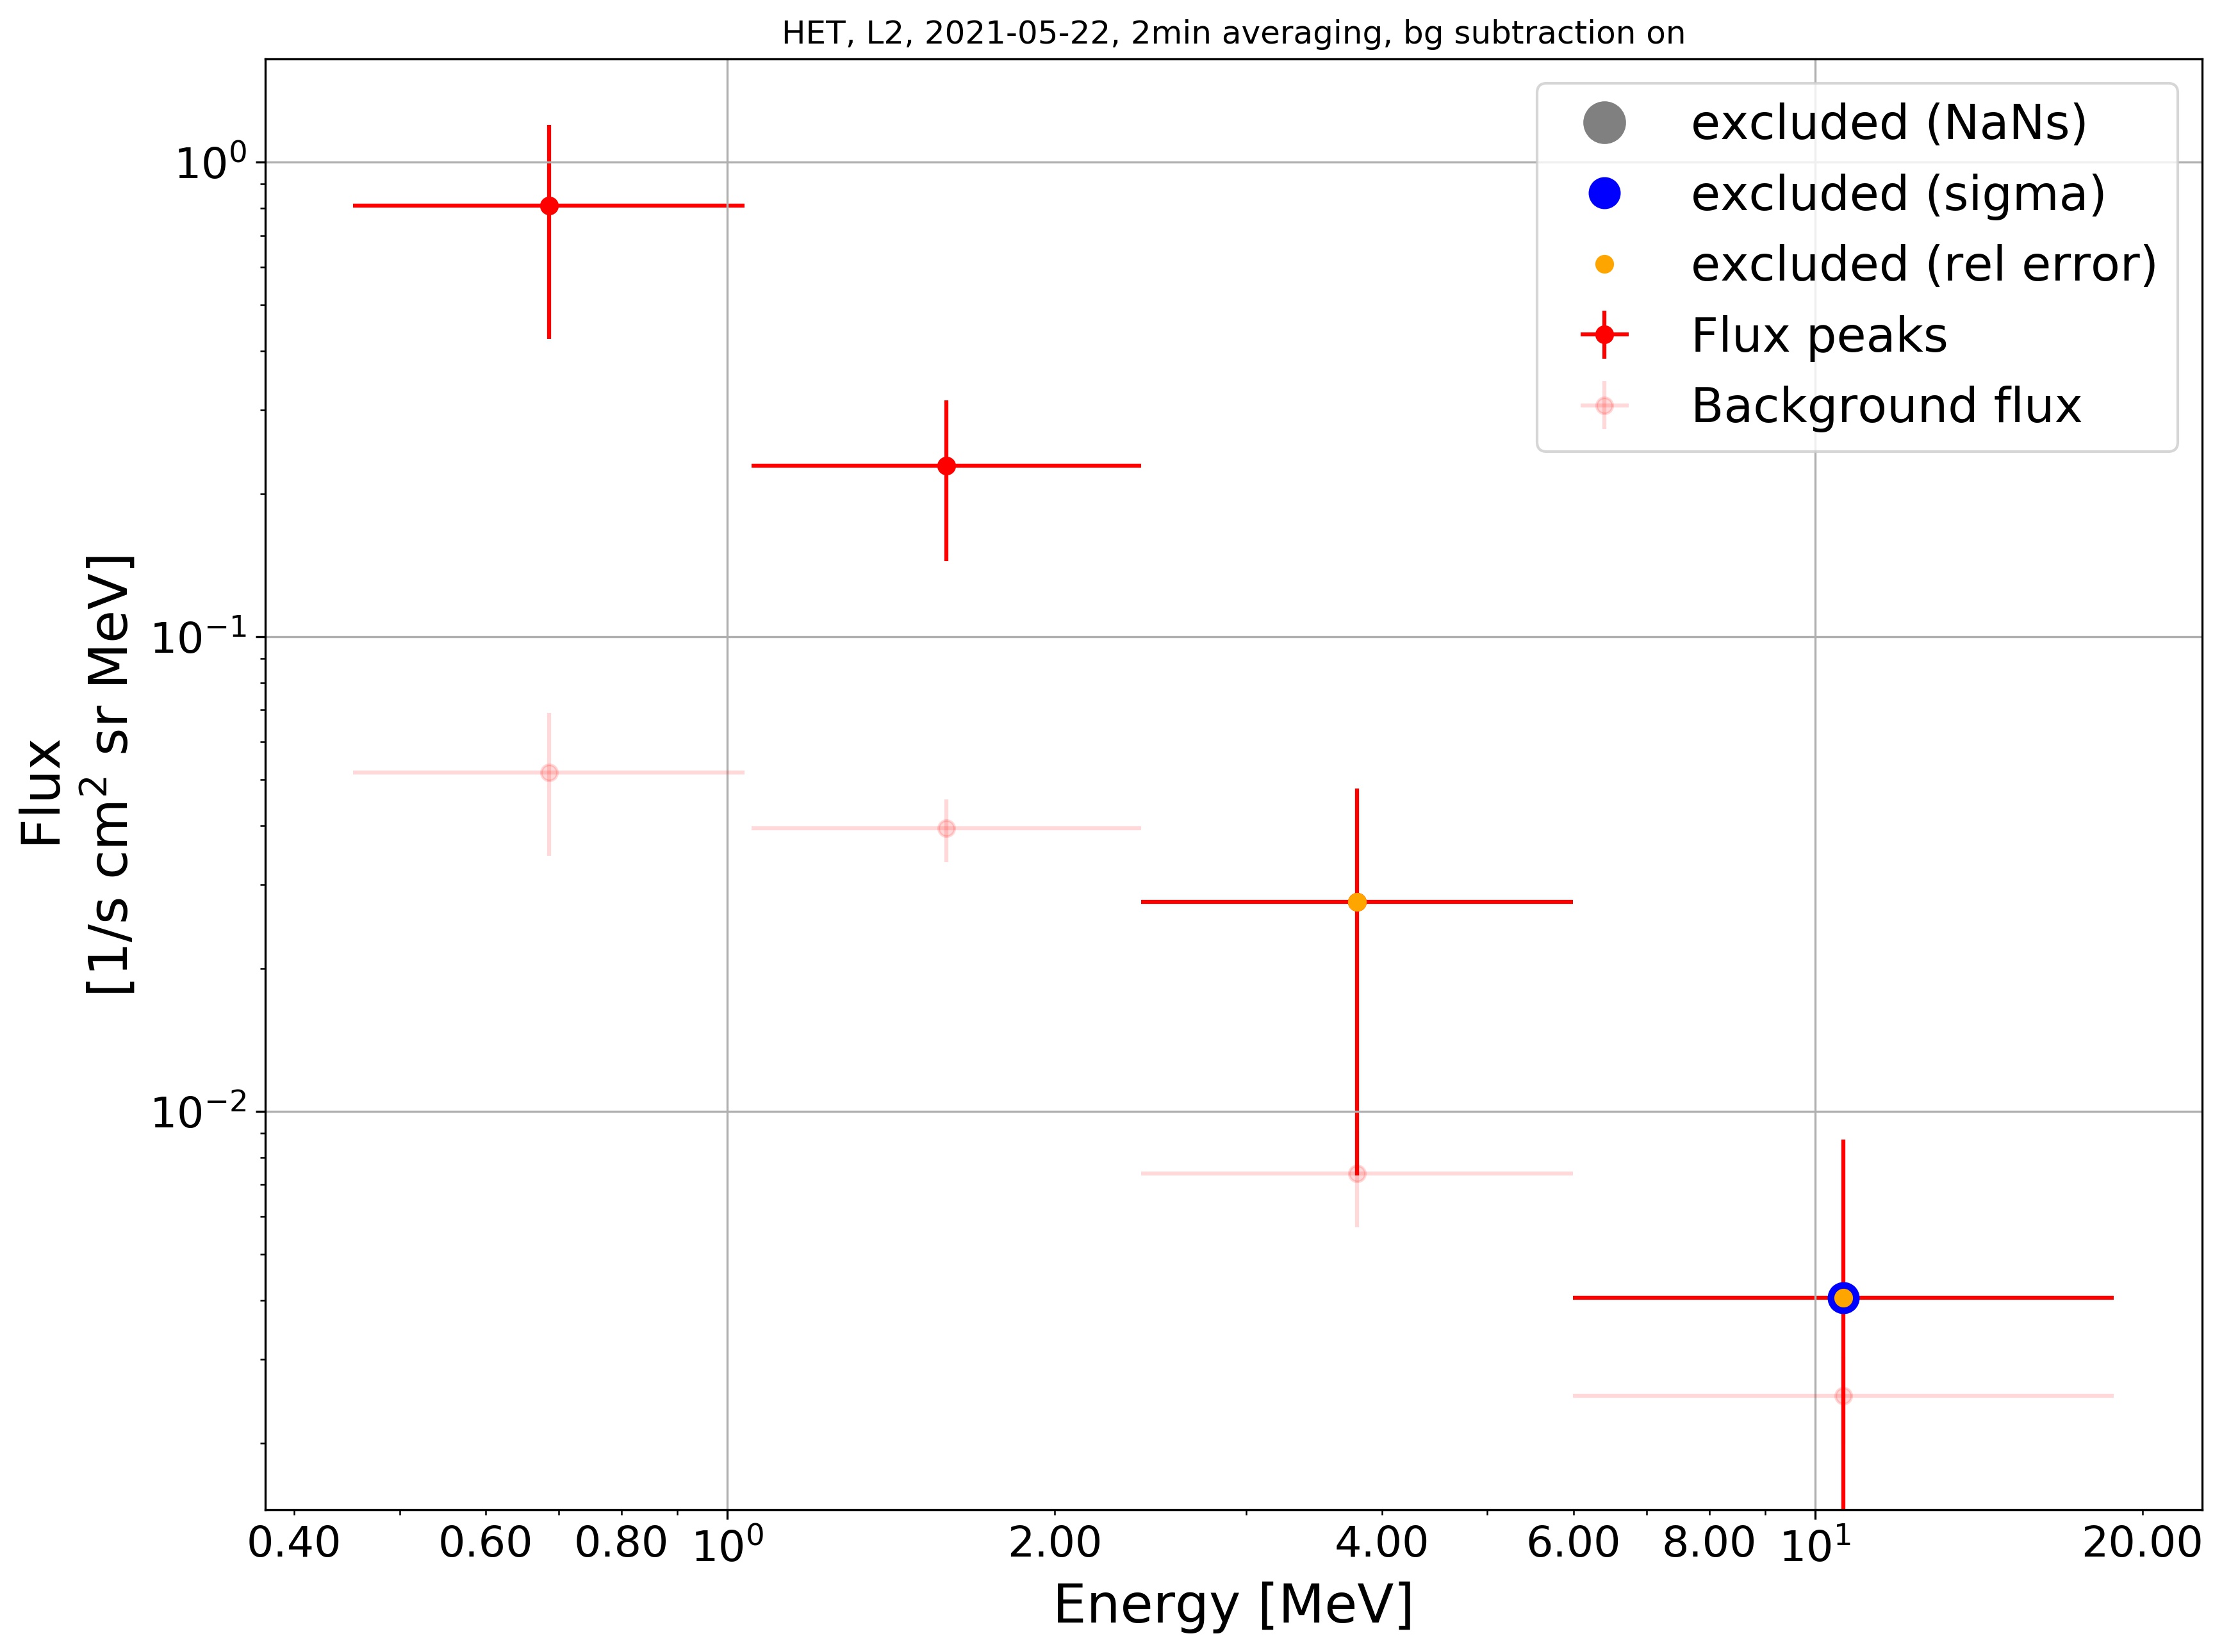 HET, L2, 2021-05-22, 2min averaging, bg subtraction on
excluded (NaNs)
excluded (sigma)
excluded (rel error)
Flux peaks
Background flux
Flux
[1/s cm² sr MeV]
10⁰
10⁻¹
10⁻²
0.40 0.60 0.80 10⁰ 2.00 4.00 6.00 8.00 10¹ 20.00
Energy [MeV]